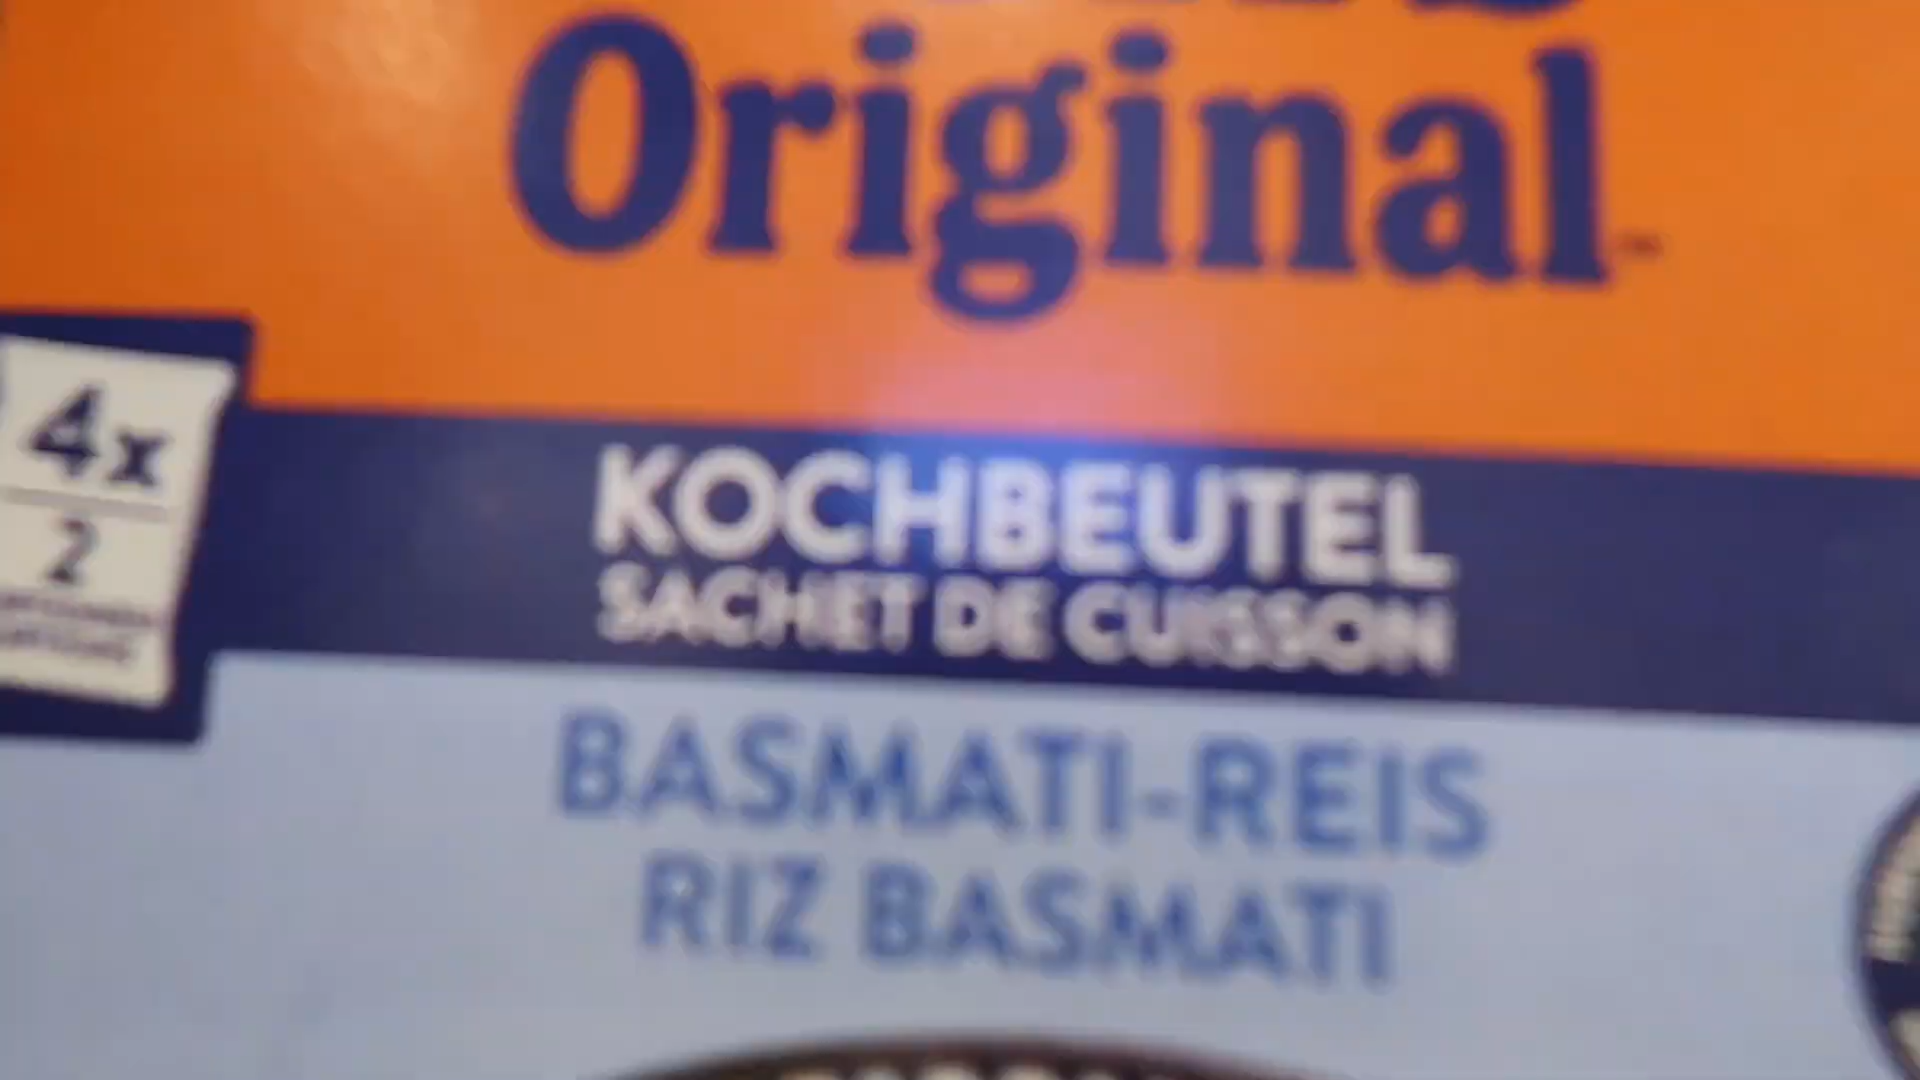 Original
4x
2
KOCHBEUTEL
SACHET DE CUISSON
BASMATI-REIS
RIZ BASMATI